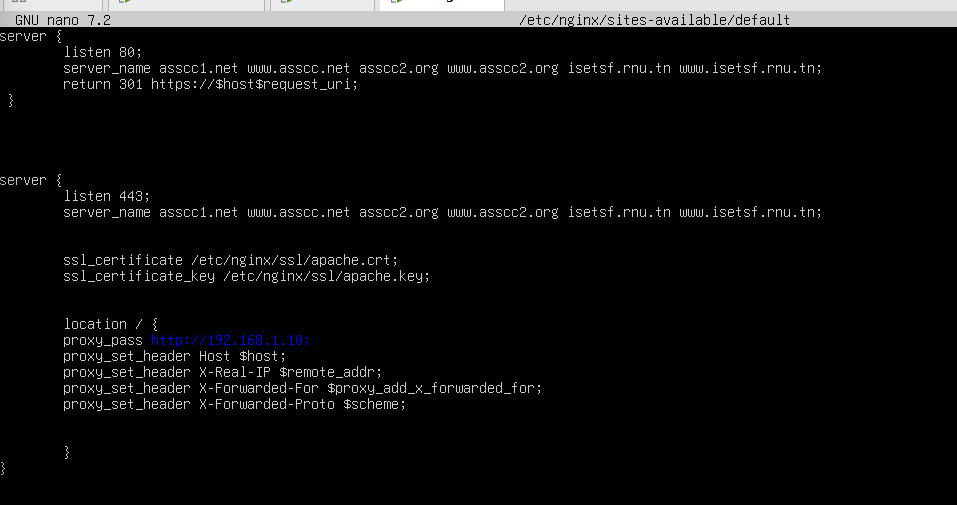 GNU nano 7.2 /etc/nginx/sites-available/default
server {
listen 80;
server_name asscc1.net www.asscc.net asscc2.org www.asscc2.org isetsf.rnu.tn www.isetsf.rnu.tn;
return 301 https://$host$request_uri;
}
server {
listen 443;
server_name asscc1.net www.asscc.net asscc2.org www.asscc2.org isetsf.rnu.tn www.isetsf.rnu.tn;
ssl_certificate /etc/nginx/ssl/apache.crt;
ssl_certificate_key /etc/nginx/ssl/apache.key;
location / {
proxy_pass http://192.168.1.10;
proxy_set_header Host $host;
proxy_set_header X-Real-IP $remote_addr;
proxy_set_header X-Forwarded-For $proxy_add_x_forwarded_for;
proxy_set_header X-Forwarded-Proto $scheme;
}
}